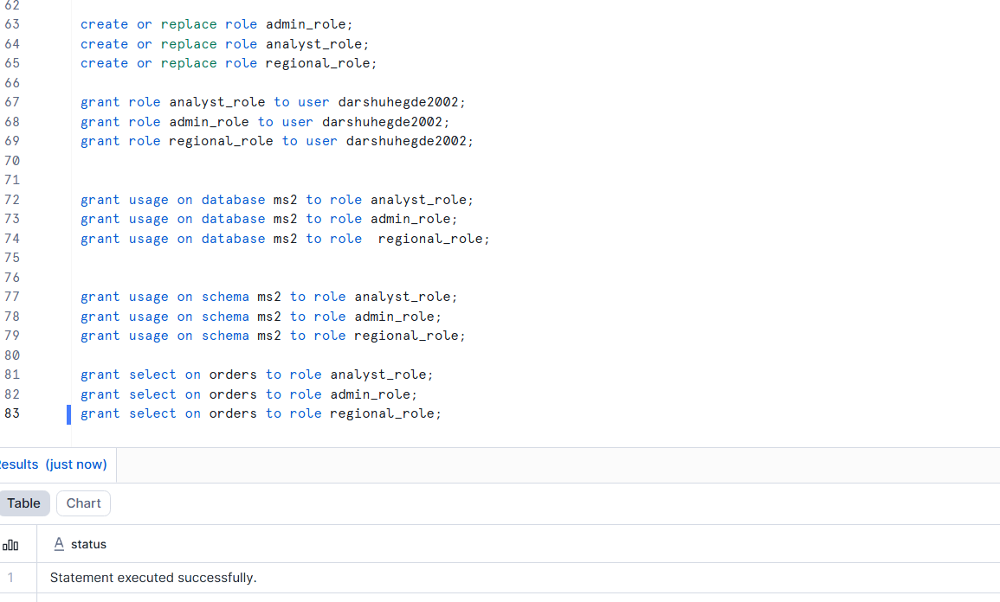 62
63 create or replace role admin_role;
64 create or replace role analyst_role;
65 create or replace role regional_role;
66
67 grant role analyst_role to user darshuhegde2002;
68 grant role admin_role to user darshuhegde2002;
69 grant role regional_role to user darshuhegde2002;
70
71
72 grant usage on database ms2 to role analyst_role;
73 grant usage on database ms2 to role admin_role;
74 grant usage on database ms2 to role  regional_role;
75
76
77 grant usage on schema ms2 to role analyst_role;
78 grant usage on schema ms2 to role admin_role;
79 grant usage on schema ms2 to role regional_role;
80
81 grant select on orders to role analyst_role;
82 grant select on orders to role admin_role;
83 grant select on orders to role regional_role;
esults (just now)
Table Chart
A status
1 Statement executed successfully.